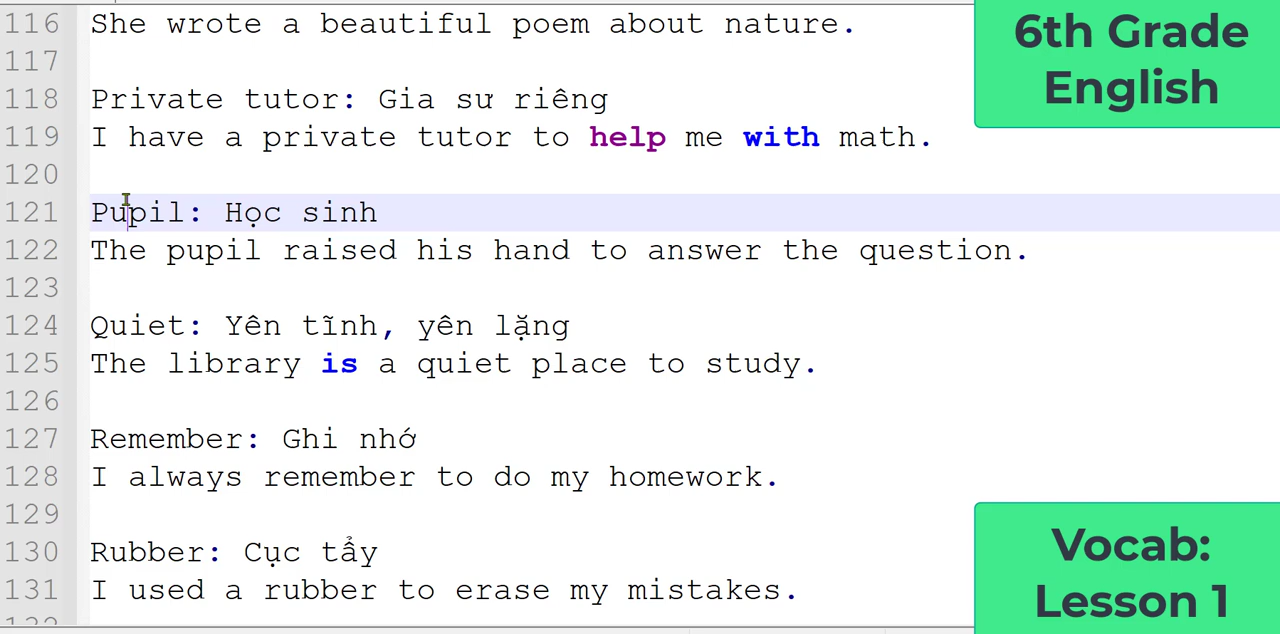 116 She wrote a beautiful poem about nature.
117
118 Private tutor: Gia sư riêng
119 I have a private tutor to help me with math.
120
121 Pupil: Học sinh
122 The pupil raised his hand to answer the question.
123
124 Quiet: Yên tĩnh, yên lặng
125 The library is a quiet place to study.
126
127 Remember: Ghi nhớ
128 I always remember to do my homework.
129
130 Rubber: Cục tẩy
131 I used a rubber to erase my mistakes.
6th Grade
English
Vocab:
Lesson 1